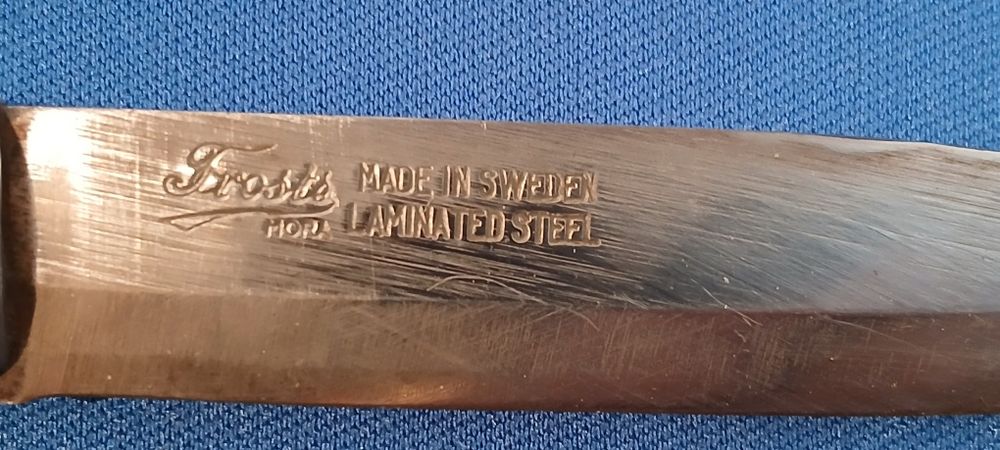 Frosts MADE IN SWEDEN
MORA LAMINATED STEEL